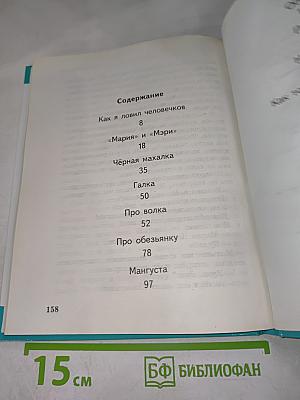 Содержание
Как я ловил человечков
8
«Мария» и «Мэри»
18
Чёрная махалка
35
Галка
50
Про волка
52
Про обезьянку
78
Мангуста
97
158
15 см
БФ БИБЛИОФАН